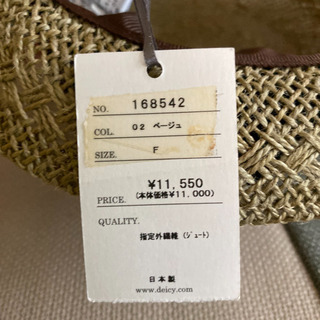 NO. 168542
COL. 02 ベージュ
SIZE. F
¥11,550
PRICE. (本体価格¥11,000)
QUALITY.
指定外繊維 (ジュート)
日本製
www.deicy.com